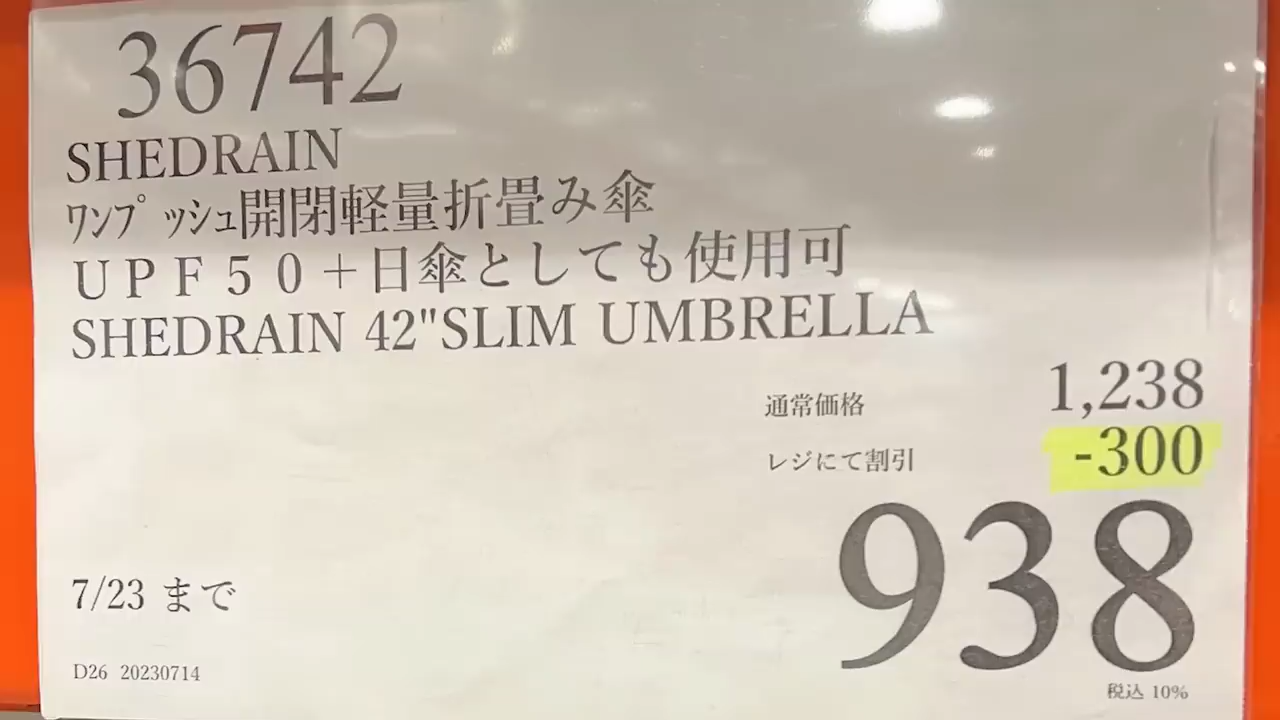 36742
SHEDRAIN
ﾜﾝﾌﾟｯｼｭ開閉軽量折畳み傘
ＵＰＦ５０＋日傘としても使用可
SHEDRAIN 42"SLIM UMBRELLA
通常価格 1,238
レジにて割引 -300
938
7/23 まで
D26 20230714
税込 10%